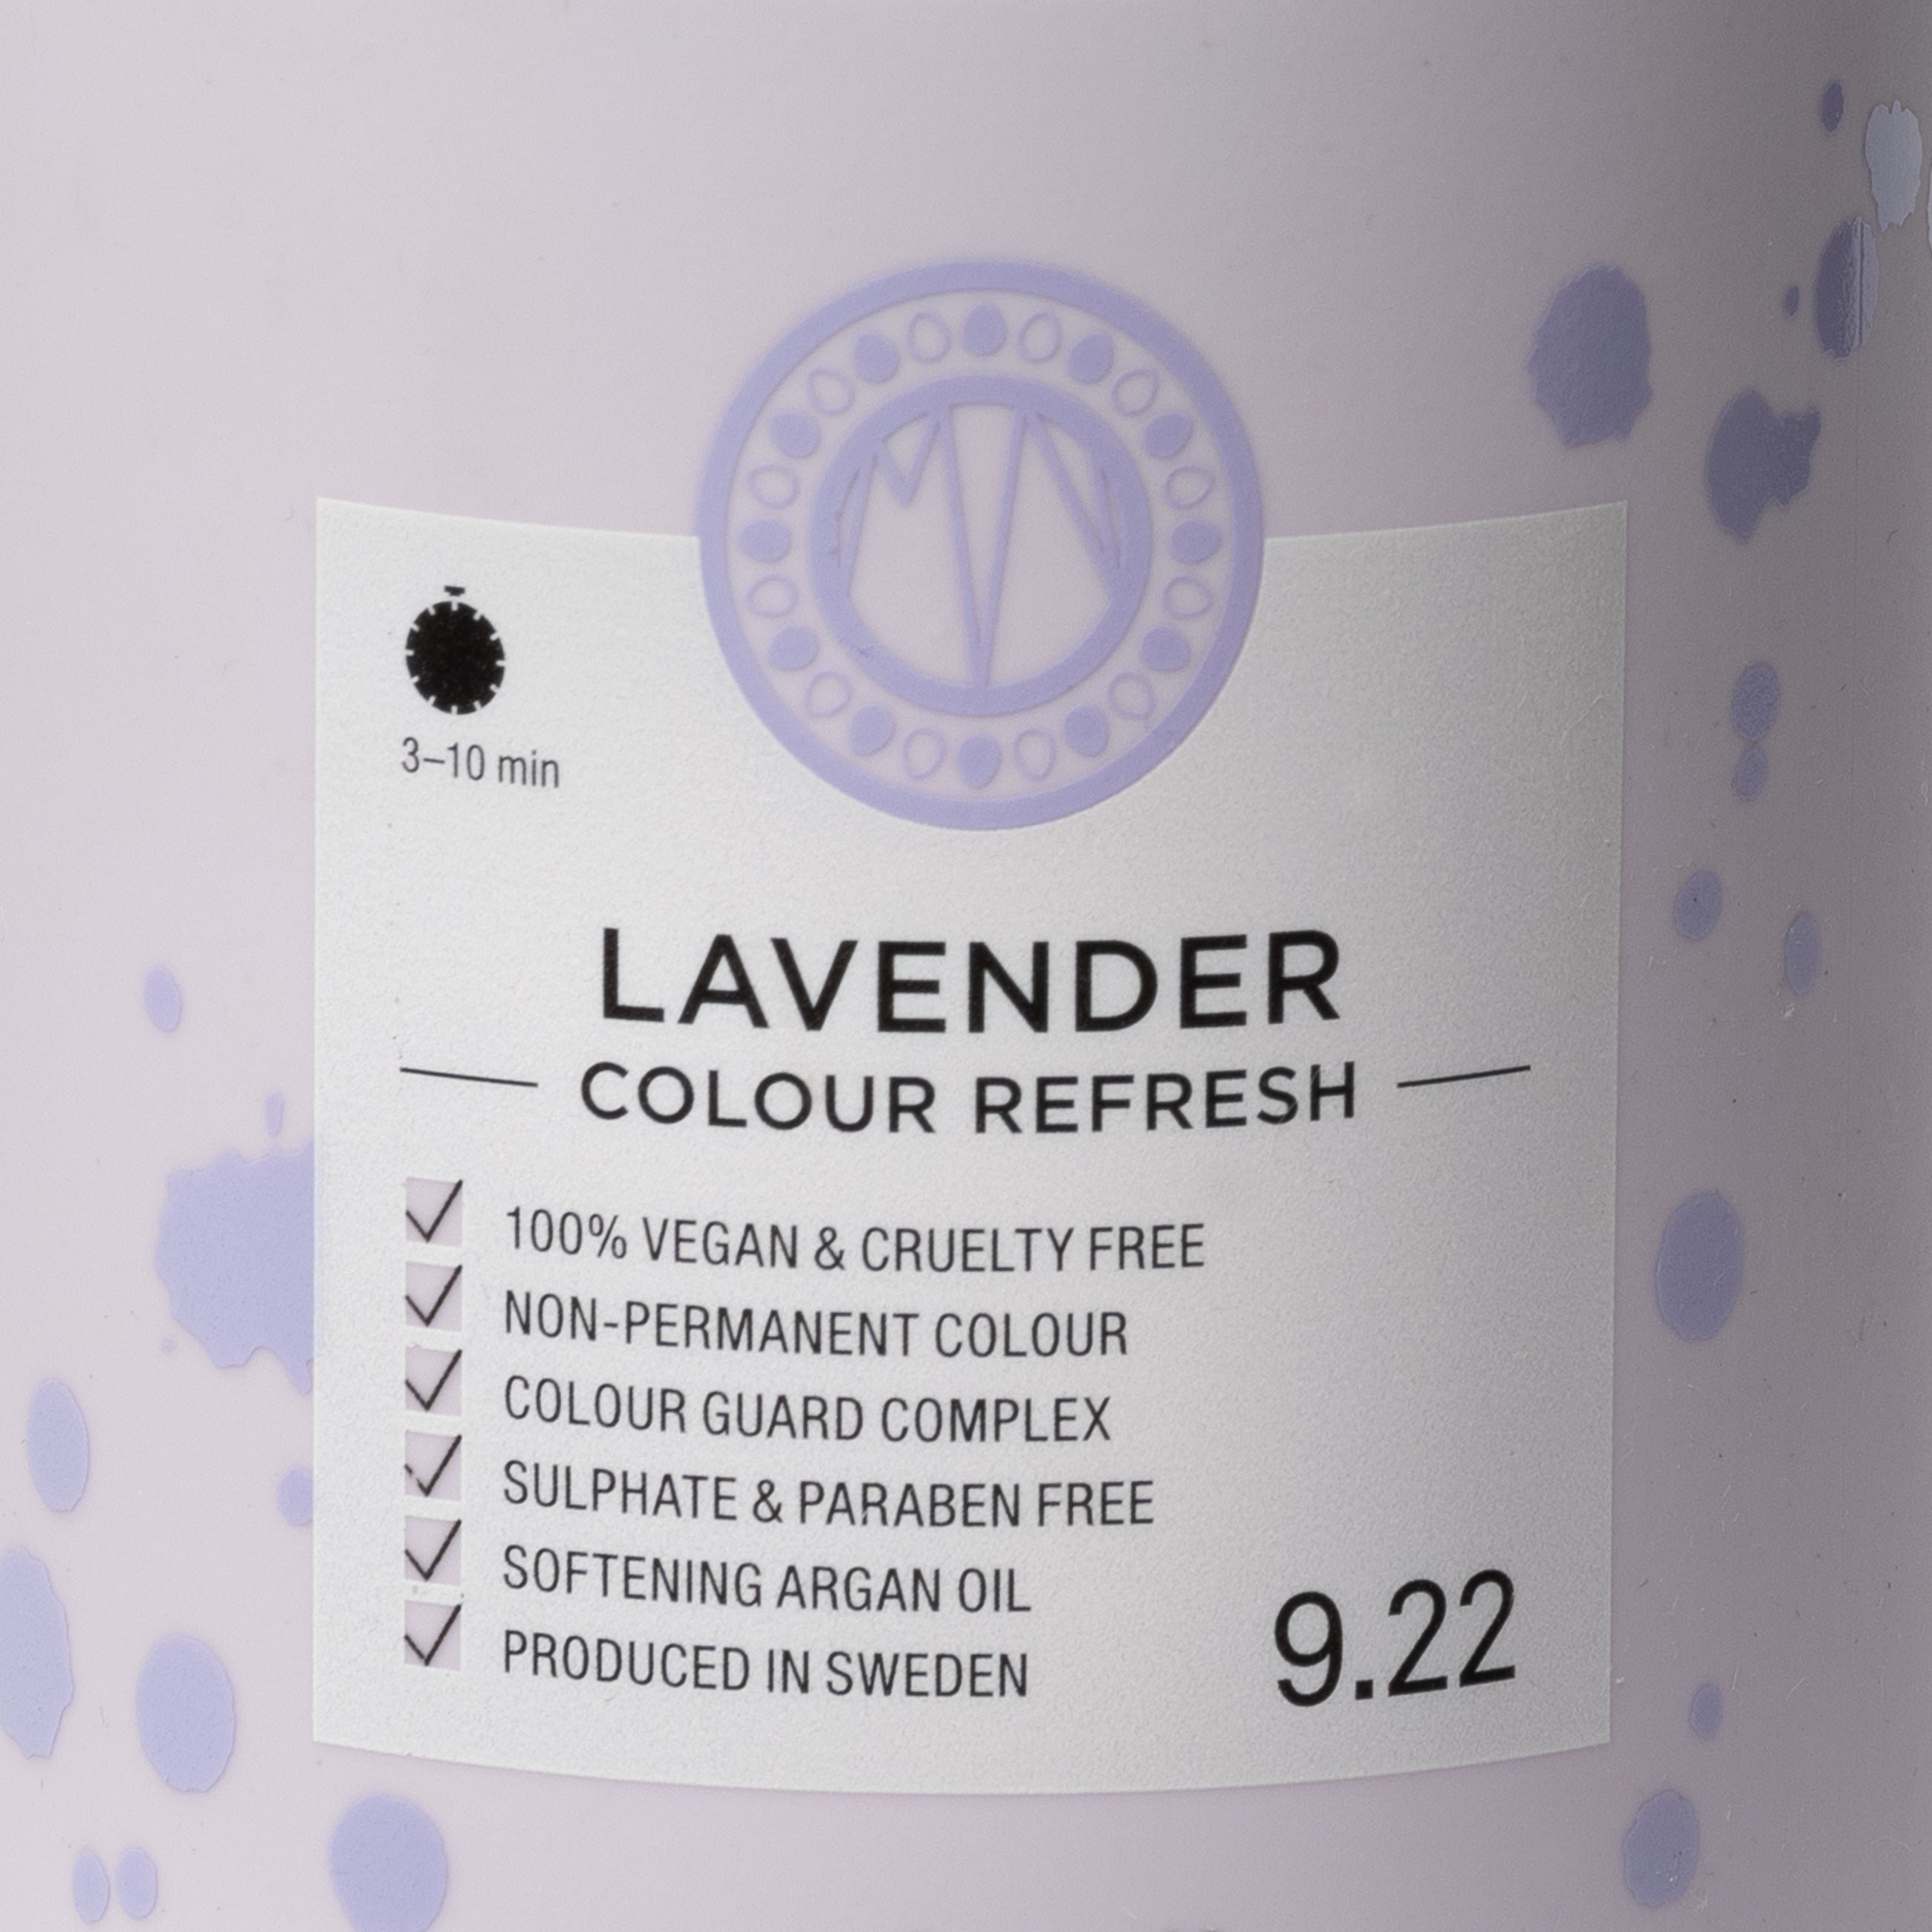 MN
3–10 min
LAVENDER
COLOUR REFRESH
100% VEGAN & CRUELTY FREE
NON-PERMANENT COLOUR
COLOUR GUARD COMPLEX
SULPHATE & PARABEN FREE
SOFTENING ARGAN OIL
PRODUCED IN SWEDEN
9.22